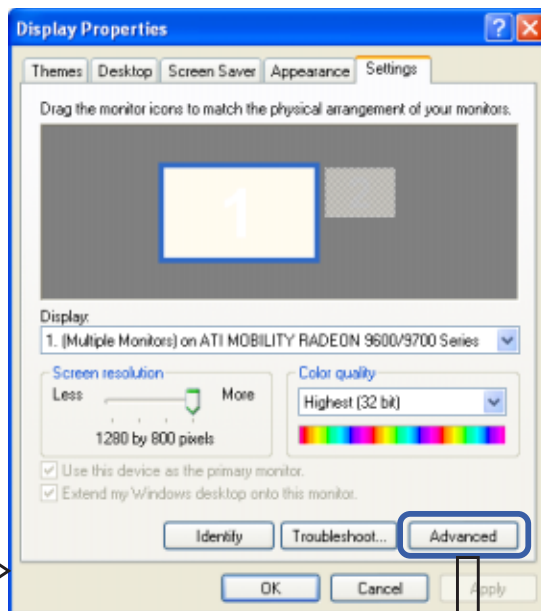 Display Properties
Themes Desktop Screen Saver Appearance Settings
Drag the monitor icons to match the physical arrangement of your monitors.
1
Display:
1. (Multiple Monitors) on ATI MOBILITY RADEON 9600/9700 Series
Screen resolution
Less More
1280 by 800 pixels
Color quality
Highest (32 bit)
Use this device as the primary monitor.
Extend my Windows desktop onto this monitor.
Identify Troubleshoot... Advanced
OK Cancel Apply